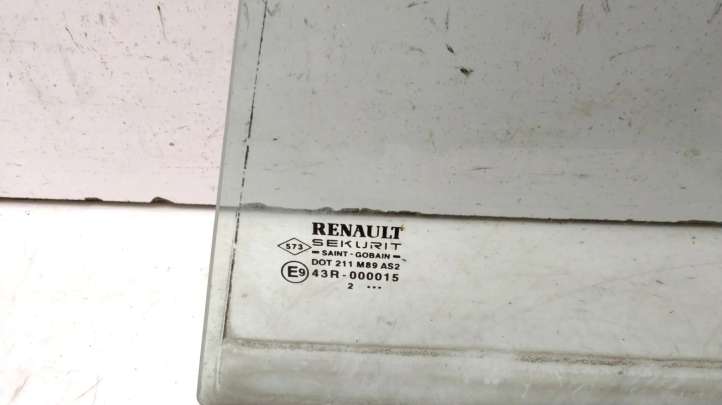 RENAULT
573 SEKURIT
SAINT-GOBAIN
DOT 211 M89 AS2
E9 43R-000015
2 •••